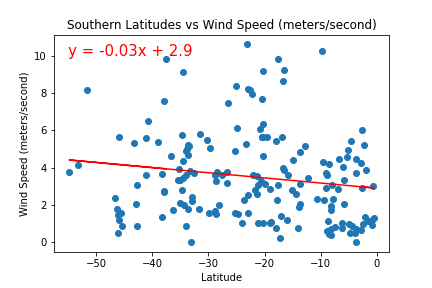 Southern Latitudes vs Wind Speed (meters/second)
y = -0.03x + 2.9
10
8
6
4
2
0
Wind Speed (meters/second)
−50 −40 −30 −20 −10 0
Latitude